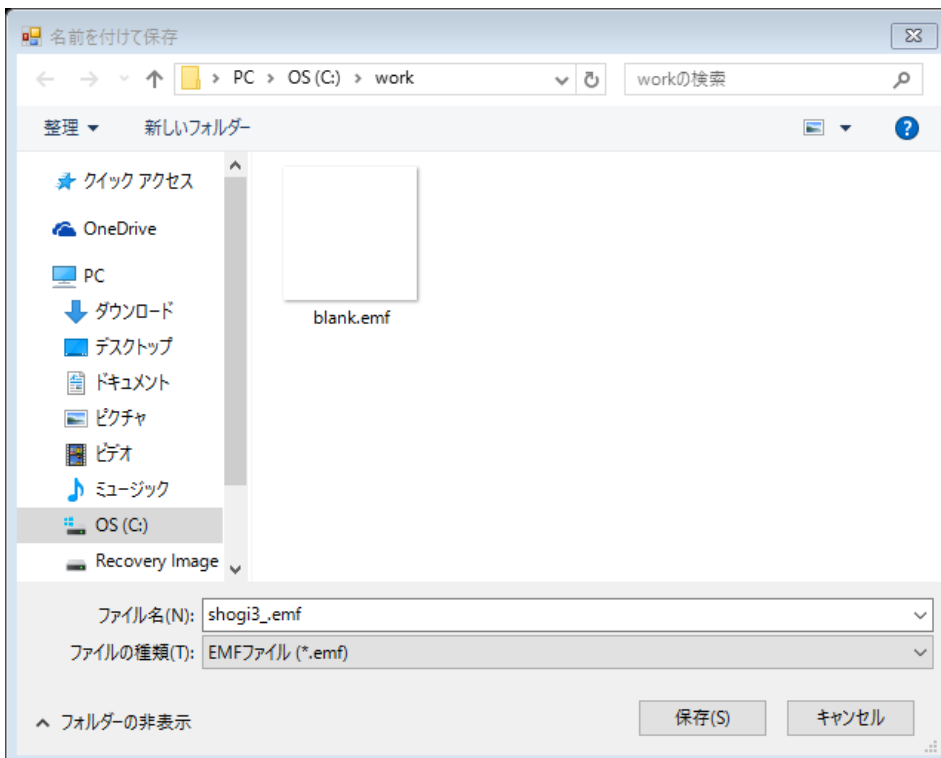 名前を付けて保存
PC > OS (C:) > work
workの検索
整理
新しいフォルダー
クイック アクセス
OneDrive
PC
ダウンロード
デスクトップ
ドキュメント
ピクチャ
ビデオ
ミュージック
OS (C:)
Recovery Image
blank.emf
ファイル名(N): shogi3_.emf
ファイルの種類(T): EMFファイル (*.emf)
フォルダーの非表示
保存(S)
キャンセル